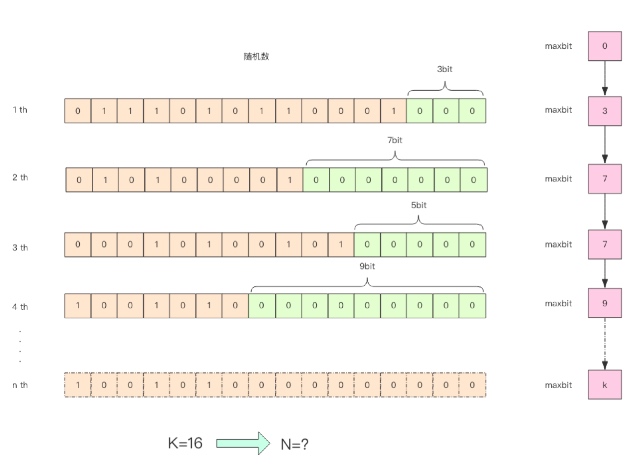 随机数
maxbit 0
3bit
1 th 0 1 1 1 1 0 1 1 1 0 0 0 1 0 0 0 maxbit 3
7bit
2 th 0 1 0 1 0 0 0 0 1 0 0 0 0 0 0 0 maxbit 7
5bit
3 th 0 0 0 1 0 1 0 0 1 0 1 0 0 0 0 0 maxbit 7
9bit
4 th 1 0 0 1 0 1 0 0 0 0 0 0 0 0 0 0 maxbit 9
n th 1 0 0 1 0 1 0 0 0 0 0 0 0 0 0 0 maxbit k
K=16 N=?